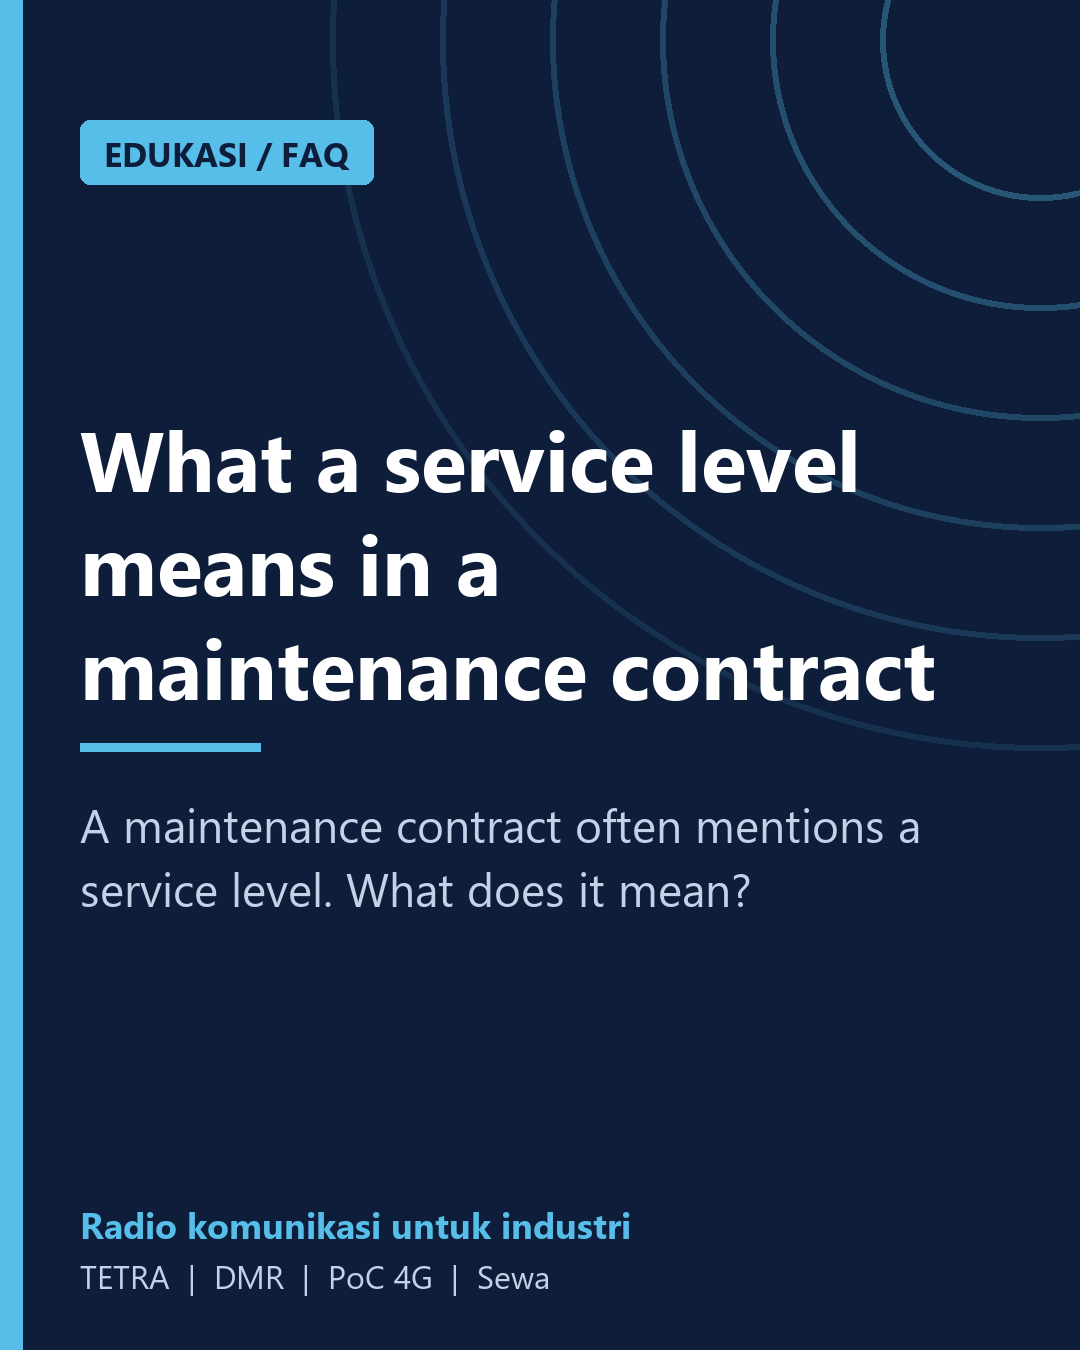 EDUKASI / FAQ
What a service level
means in a
maintenance contract
A maintenance contract often mentions a
service level. What does it mean?
Radio komunikasi untuk industri
TETRA | DMR | PoC 4G | Sewa